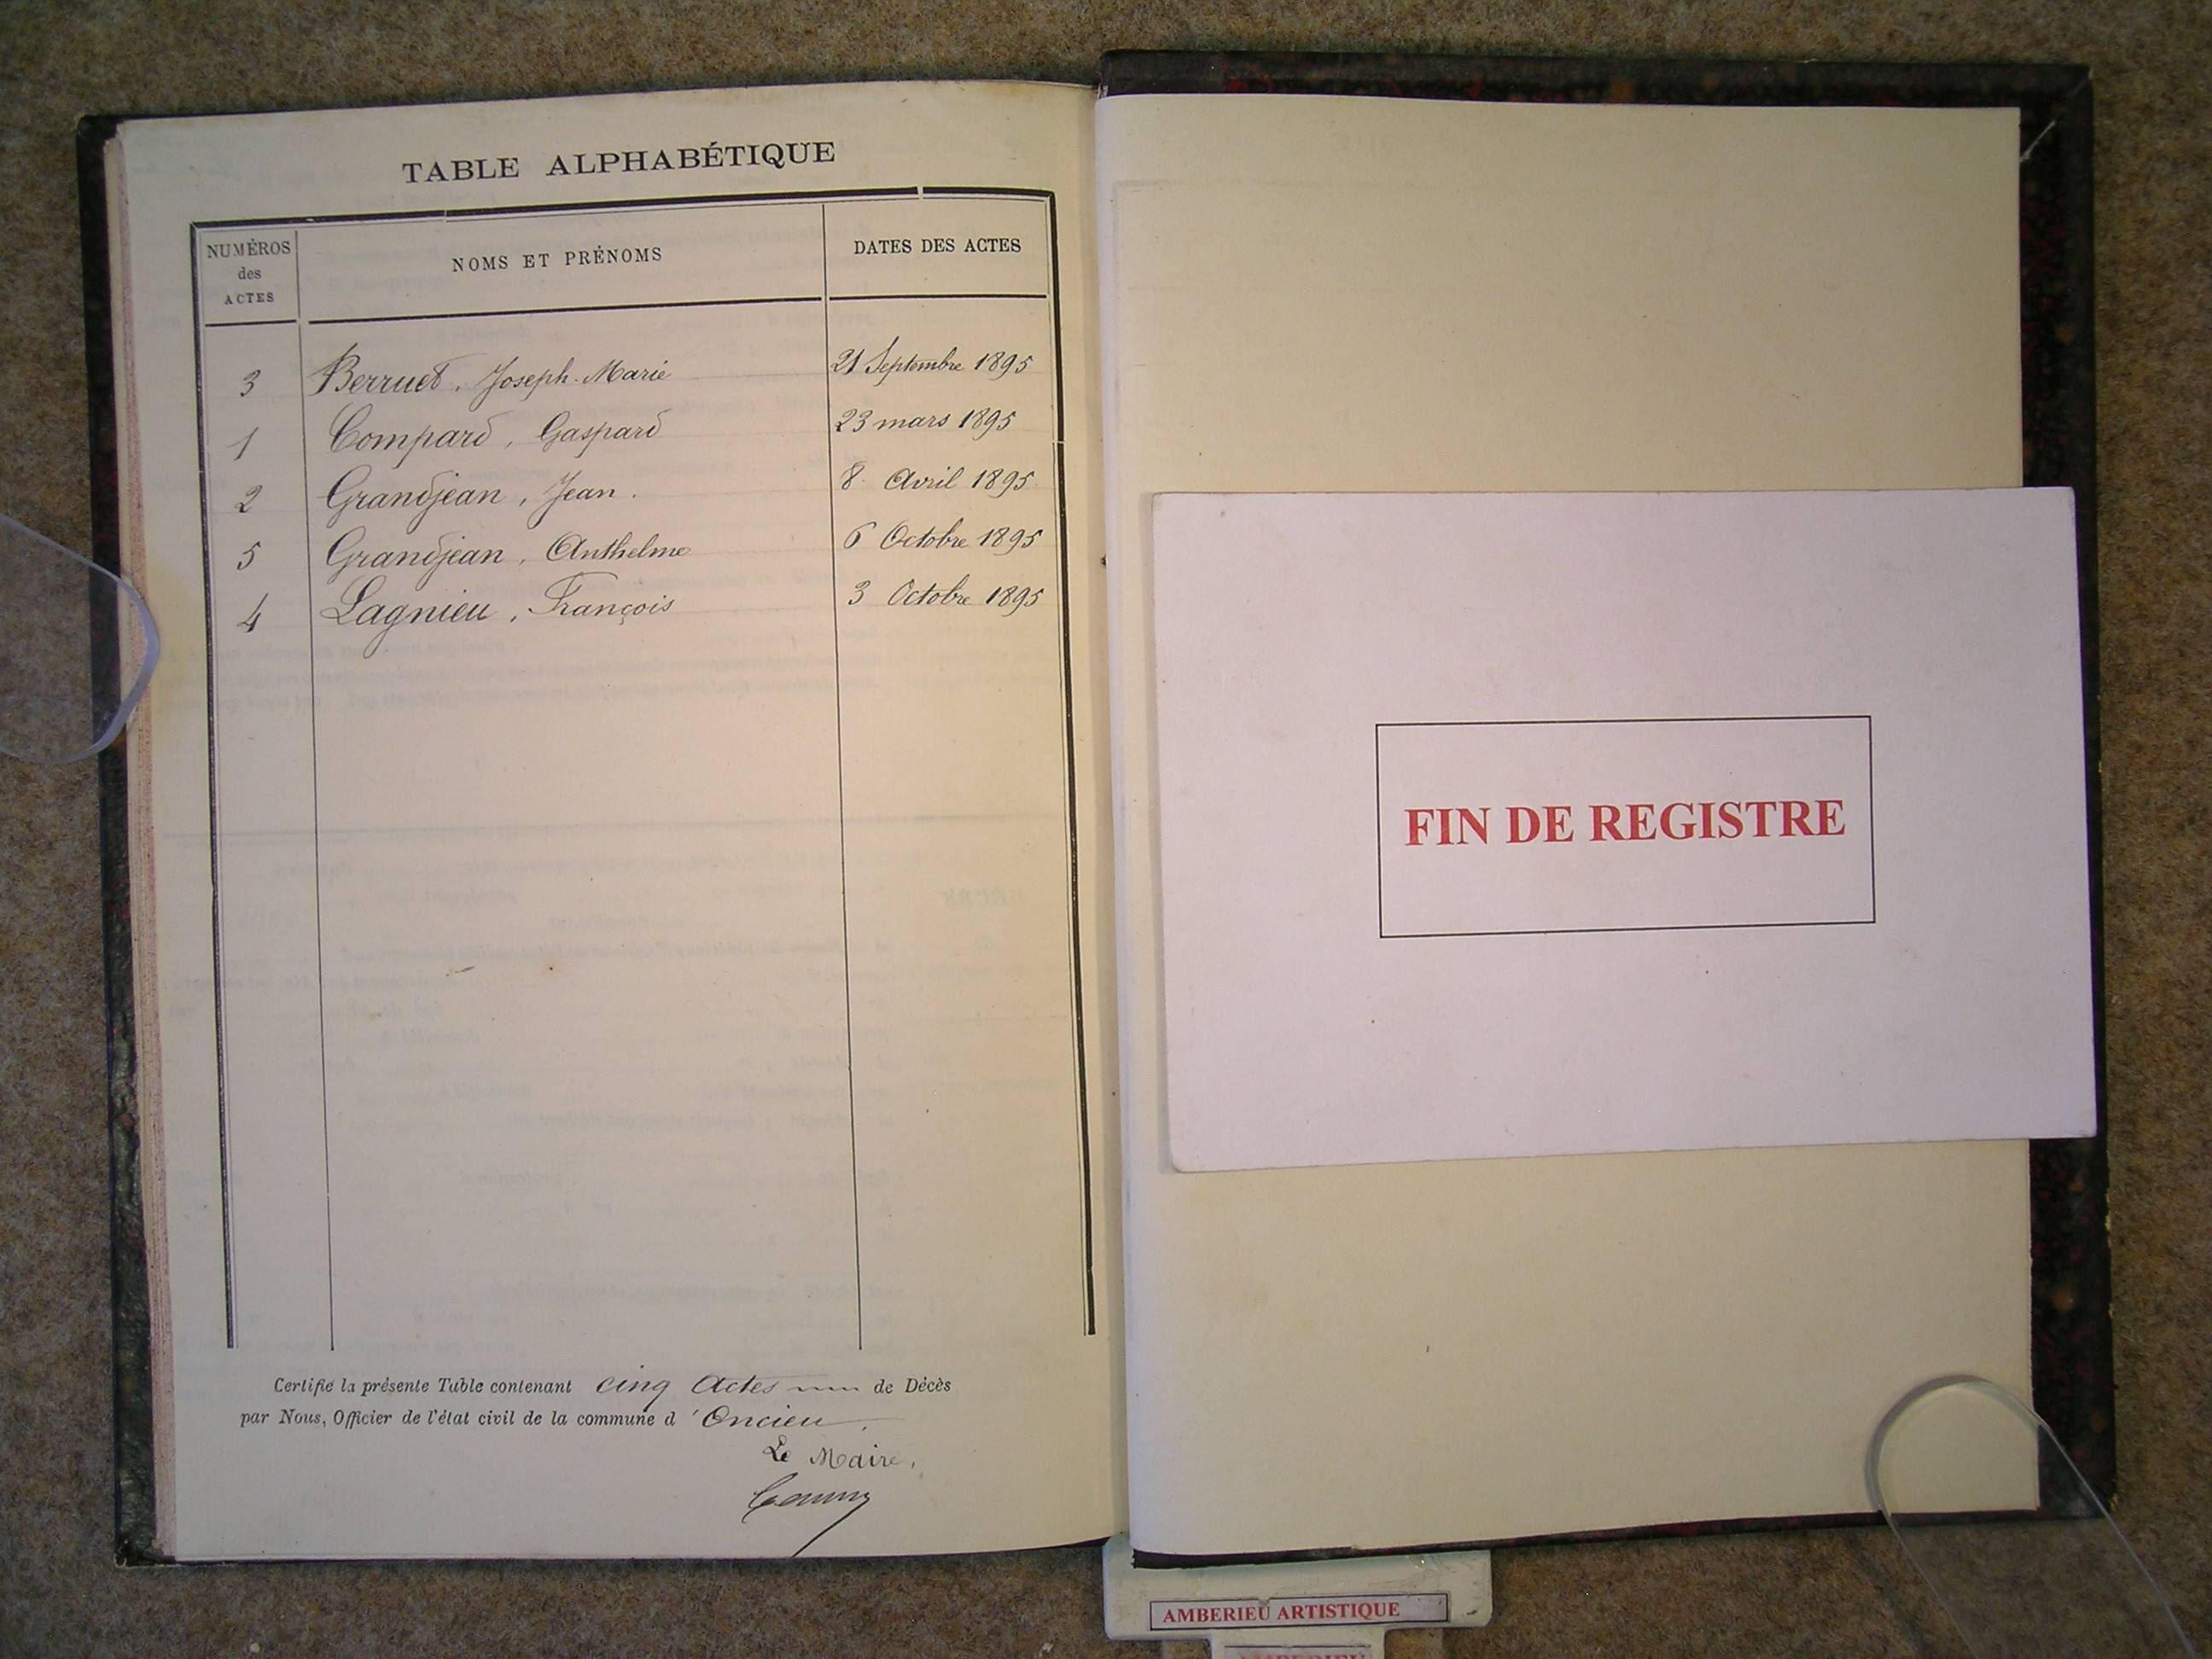 TABLE ALPHABÉTIQUE
NUMÉROS
des
ACTES
NOMS ET PRÉNOMS
DATES DES ACTES
3 Berruet, Joseph-Marie 21 Septembre 1895
1 Compard, Gaspard 23 mars 1895
2 Grandjean, Jean. 8 Avril 1895
5 Grandjean, Anthelme 6 Octobre 1895
4 Lagnieu, François 3 Octobre 1895
Certifié la présente Table contenant cinq Actes de Décès
par Nous, Officier de l'état civil de la commune d'Oncieu.
Le Maire,
FIN DE REGISTRE
AMBERIEU ARTISTIQUE
AMBERIEU